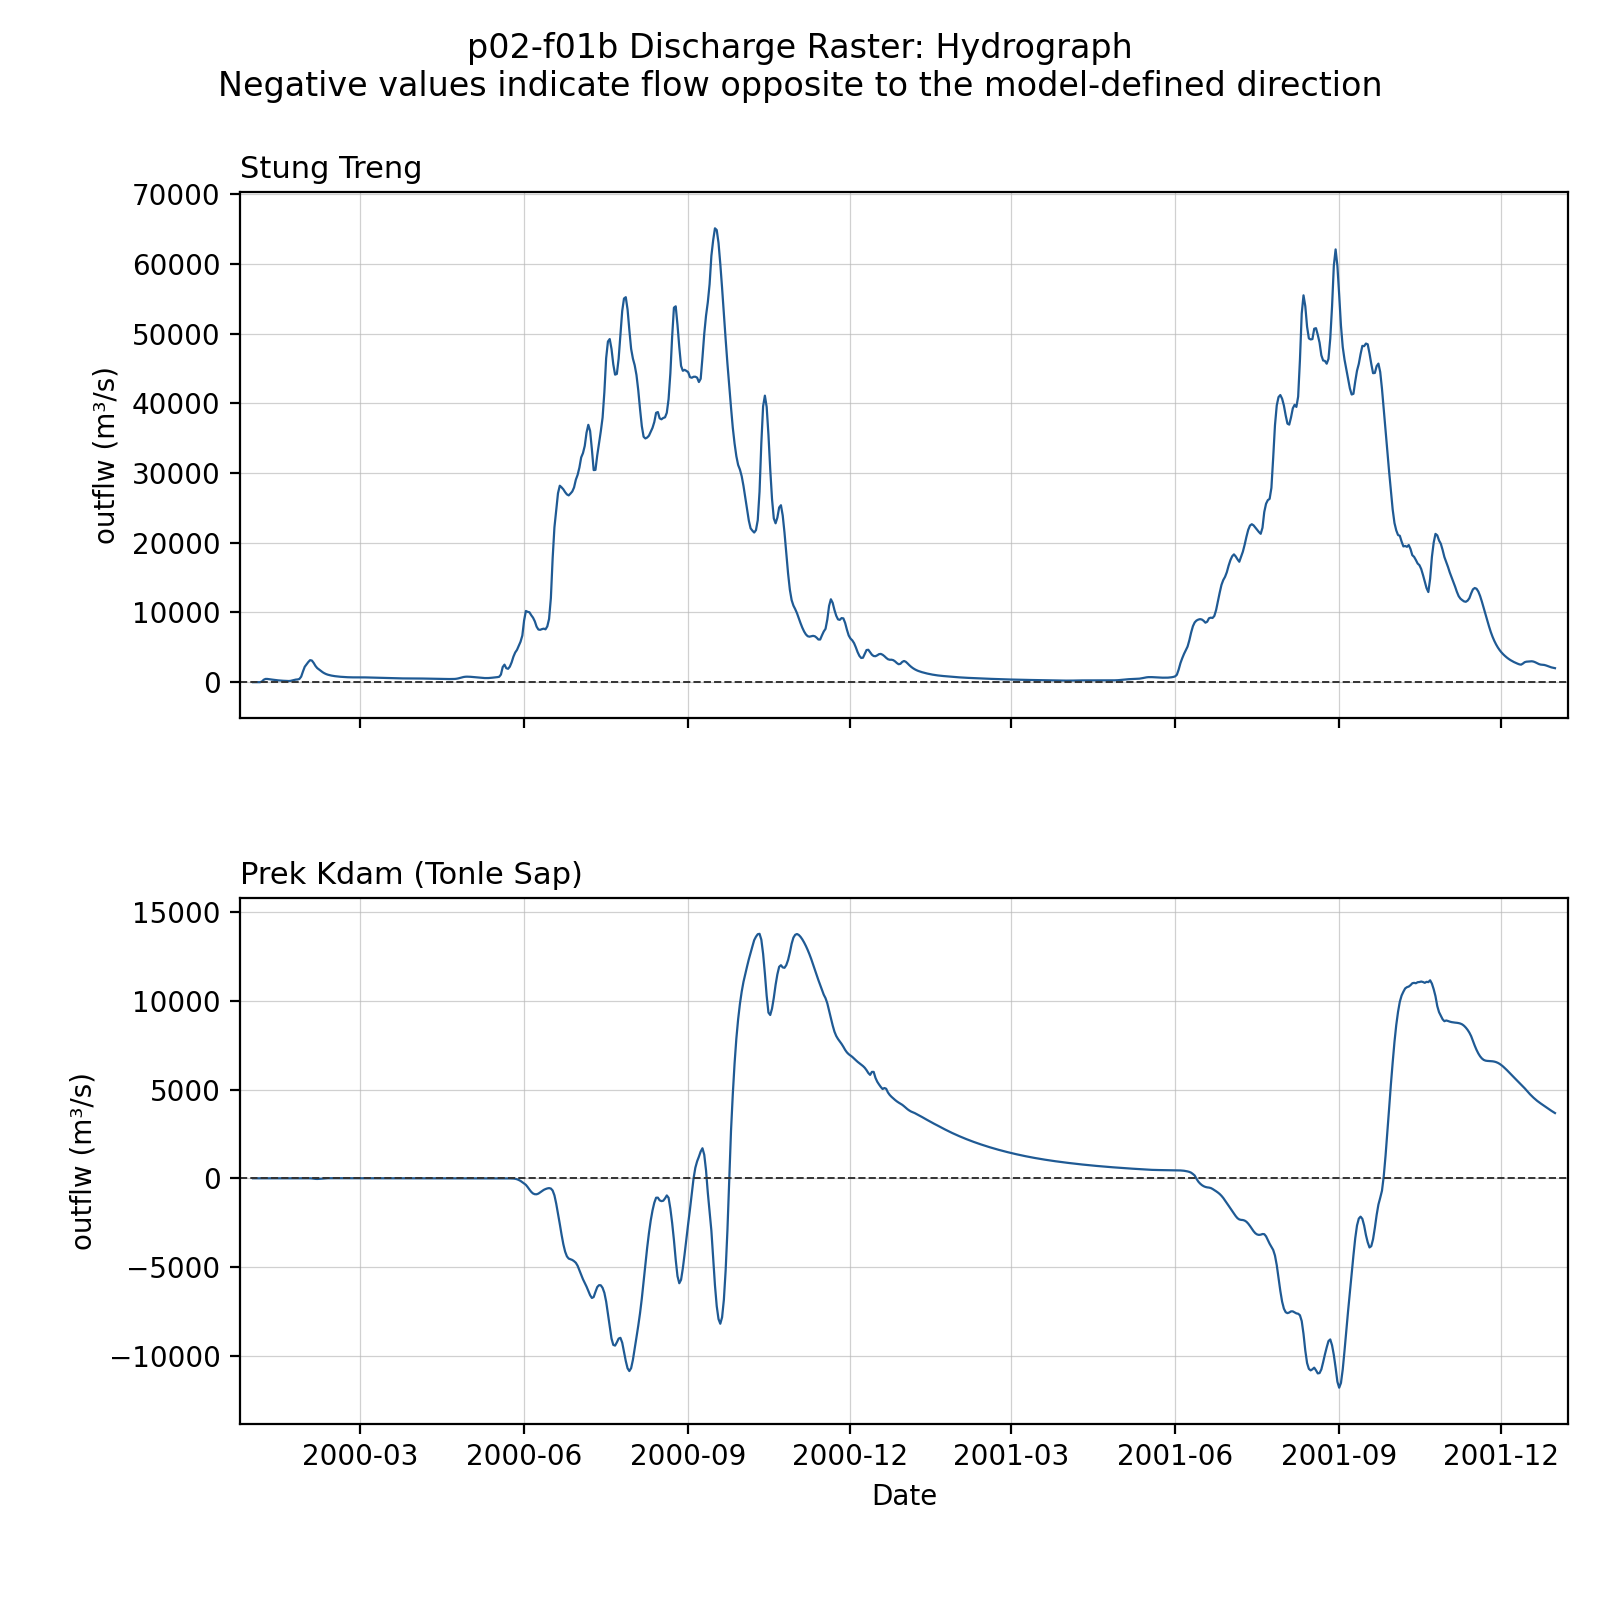 p02-f01b Discharge Raster: Hydrograph
Negative values indicate flow opposite to the model-defined direction
Stung Treng
70000
60000
50000
40000
30000
20000
10000
0
outflw (m³/s)
Prek Kdam (Tonle Sap)
15000
10000
5000
0
−5000
−10000
outflw (m³/s)
2000-03 2000-06 2000-09 2000-12 2001-03 2001-06 2001-09 2001-12
Date